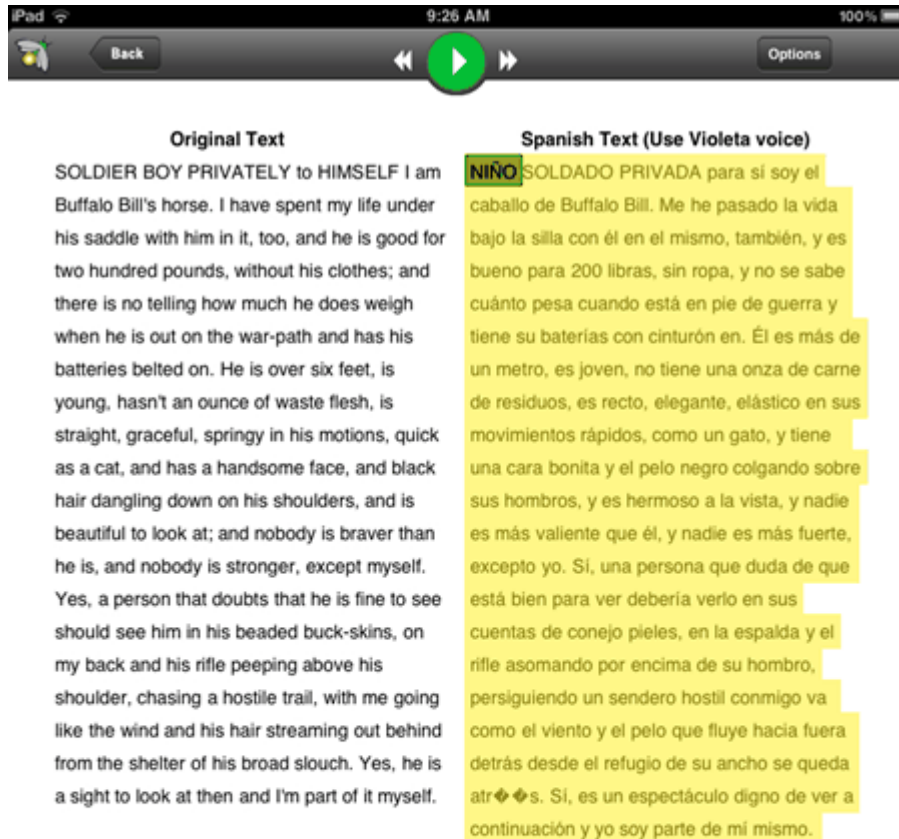 iPad 9:26 AM 100%
Back Options
Original Text
SOLDIER BOY PRIVATELY to HIMSELF I am
Buffalo Bill's horse. I have spent my life under
his saddle with him in it, too, and he is good for
two hundred pounds, without his clothes; and
there is no telling how much he does weigh
when he is out on the war-path and has his
batteries belted on. He is over six feet, is
young, hasn't an ounce of waste flesh, is
straight, graceful, springy in his motions, quick
as a cat, and has a handsome face, and black
hair dangling down on his shoulders, and is
beautiful to look at; and nobody is braver than
he is, and nobody is stronger, except myself.
Yes, a person that doubts that he is fine to see
should see him in his beaded buck-skins, on
my back and his rifle peeping above his
shoulder, chasing a hostile trail, with me going
like the wind and his hair streaming out behind
from the shelter of his broad slouch. Yes, he is
a sight to look at then and I'm part of it myself.
Spanish Text (Use Violeta voice)
NIÑO SOLDADO PRIVADA para sí soy el
caballo de Buffalo Bill. Me he pasado la vida
bajo la silla con él en el mismo, también, y es
bueno para 200 libras, sin ropa, y no se sabe
cuánto pesa cuando está en pie de guerra y
tiene su baterías con cinturón en. Él es más de
un metro, es joven, no tiene una onza de carne
de residuos, es recto, elegante, elástico en sus
movimientos rápidos, como un gato, y tiene
una cara bonita y el pelo negro colgando sobre
sus hombros, y es hermoso a la vista, y nadie
es más valiente que él, y nadie es más fuerte,
excepto yo. Sí, una persona que duda de que
está bien para ver debería verlo en sus
cuentas de conejo pieles, en la espalda y el
rifle asomando por encima de su hombro,
persiguiendo un sendero hostil conmigo va
como el viento y el pelo que fluye hacia fuera
detrás desde el refugio de su ancho se queda
atr��s. Sí, es un espectáculo digno de ver a
continuación y yo soy parte de mí mismo.